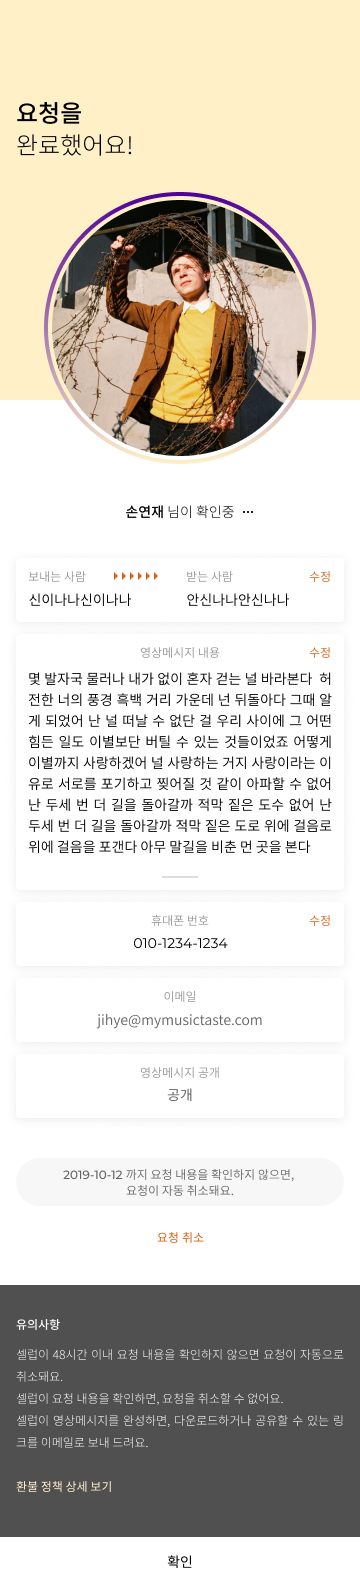 요청을
완료했어요!
손연재 님이 확인중 ···
보내는 사람 받는 사람 수정
신이나나신이나나 안신나나안신나나
영상메시지 내용 수정
몇 발자국 물러나 내가 없이 혼자 걷는 널 바라본다 허
전한 너의 풍경 흑백 거리 가운데 넌 뒤돌아다 그때 알
게 되었어 난 널 떠날 수 없단 걸 우리 사이에 그 어떤
힘든 일도 이별보단 버틸 수 있는 것들이었죠 어떻게
이별까지 사랑하겠어 널 사랑하는 거지 사랑이라는 이
유로 서로를 포기하고 찢어질 것 같이 아파할 수 없어
난 두세 번 더 길을 돌아갈까 적막 짙은 도수 없어 난
두세 번 더 길을 돌아갈까 적막 짙은 도로 위에 걸음로
위에 걸음을 포갠다 아무 말길을 비춘 먼 곳을 본다
휴대폰 번호 수정
010-1234-1234
이메일
jihye@mymusictaste.com
영상메시지 공개
공개
2019-10-12 까지 요청 내용을 확인하지 않으면,
요청이 자동 취소돼요.
요청 취소
유의사항
셀럽이 48시간 이내 요청 내용을 확인하지 않으면 요청이 자동으로
취소돼요.
셀럽이 요청 내용을 확인하면, 요청을 취소할 수 없어요.
셀럽이 영상메시지를 완성하면, 다운로드하거나 공유할 수 있는 링
크를 이메일로 보내 드려요.
환불 정책 상세 보기
확인